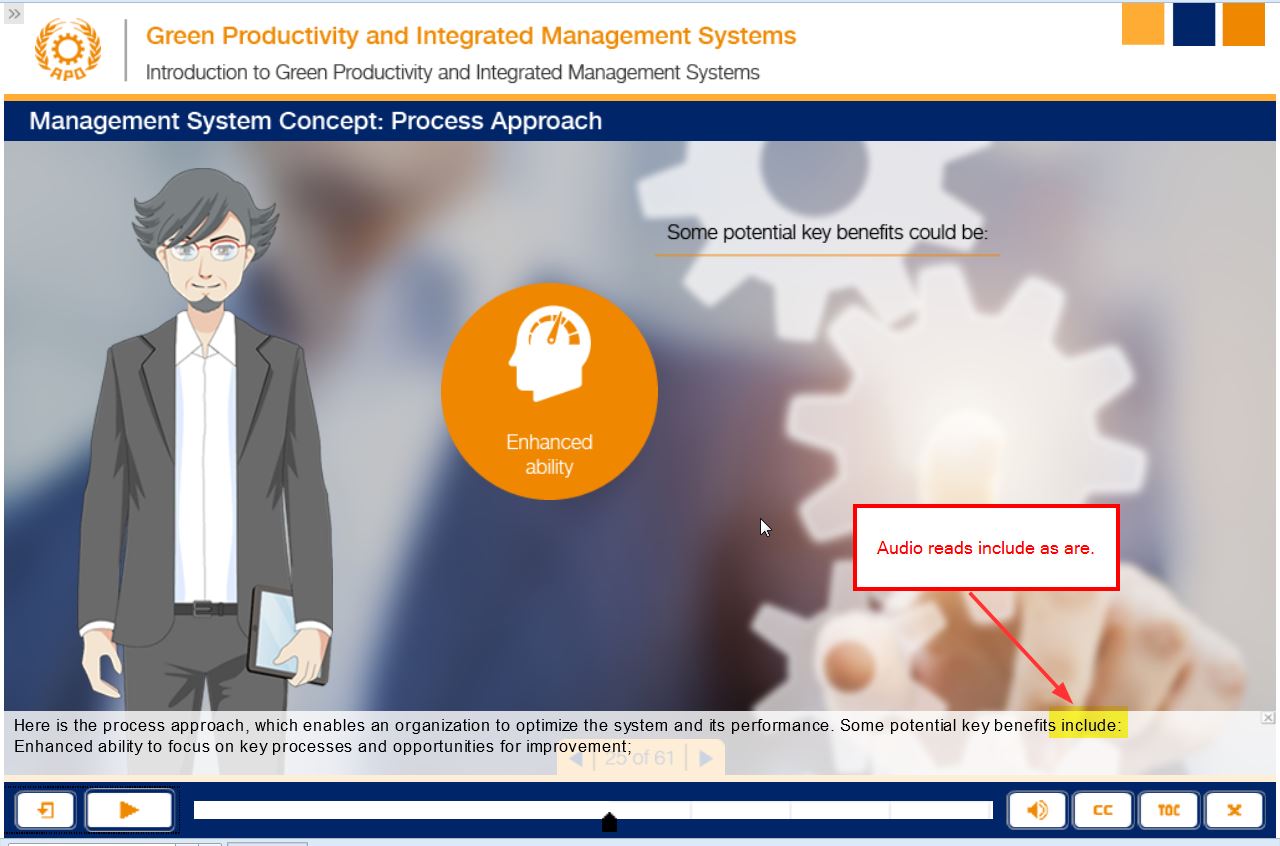 APO
Green Productivity and Integrated Management Systems
Introduction to Green Productivity and Integrated Management Systems
Management System Concept: Process Approach
Some potential key benefits could be:
Enhanced
ability
Audio reads include as are.
Here is the process approach, which enables an organization to optimize the system and its performance. Some potential key benefits include:
Enhanced ability to focus on key processes and opportunities for improvement;
25 of 61
CC
TOC